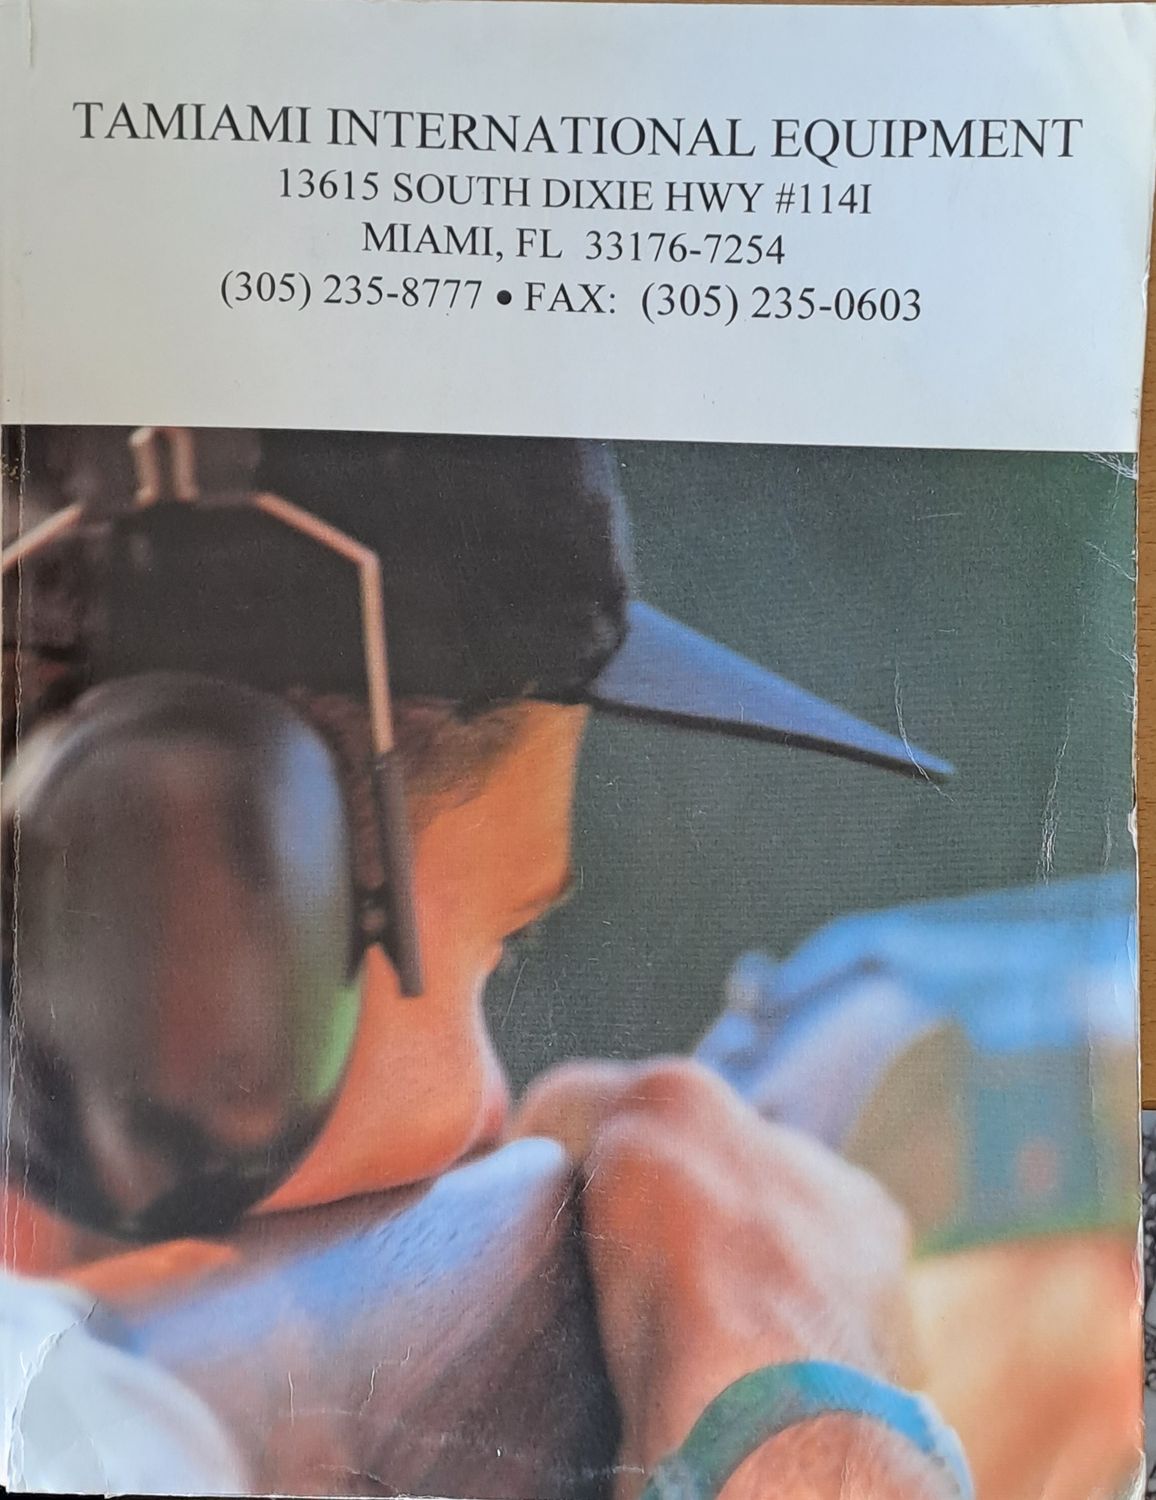 TAMIAMI INTERNATIONAL EQUIPMENT
13615 SOUTH DIXIE HWY #114I
MIAMI, FL 33176-7254
(305) 235-8777 • FAX: (305) 235-0603